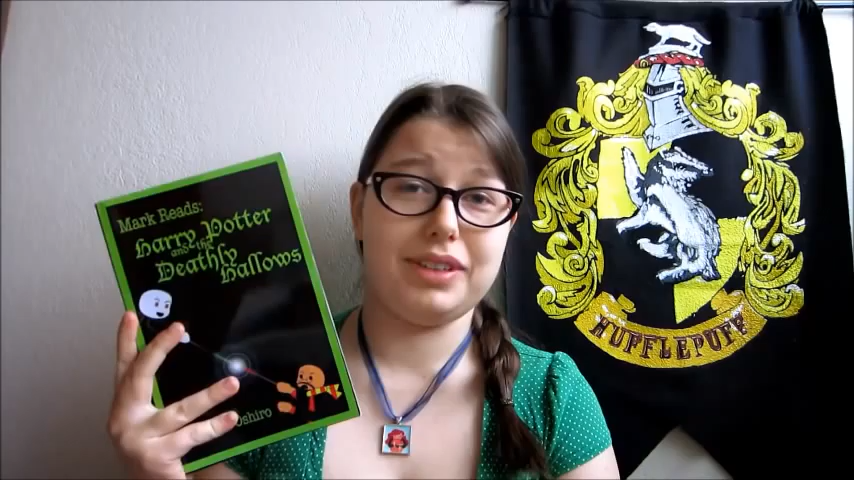 Mark Reads:
Harry Potter
and the
Deathly
Hallows
Oshiro
HUFFLEPUFF